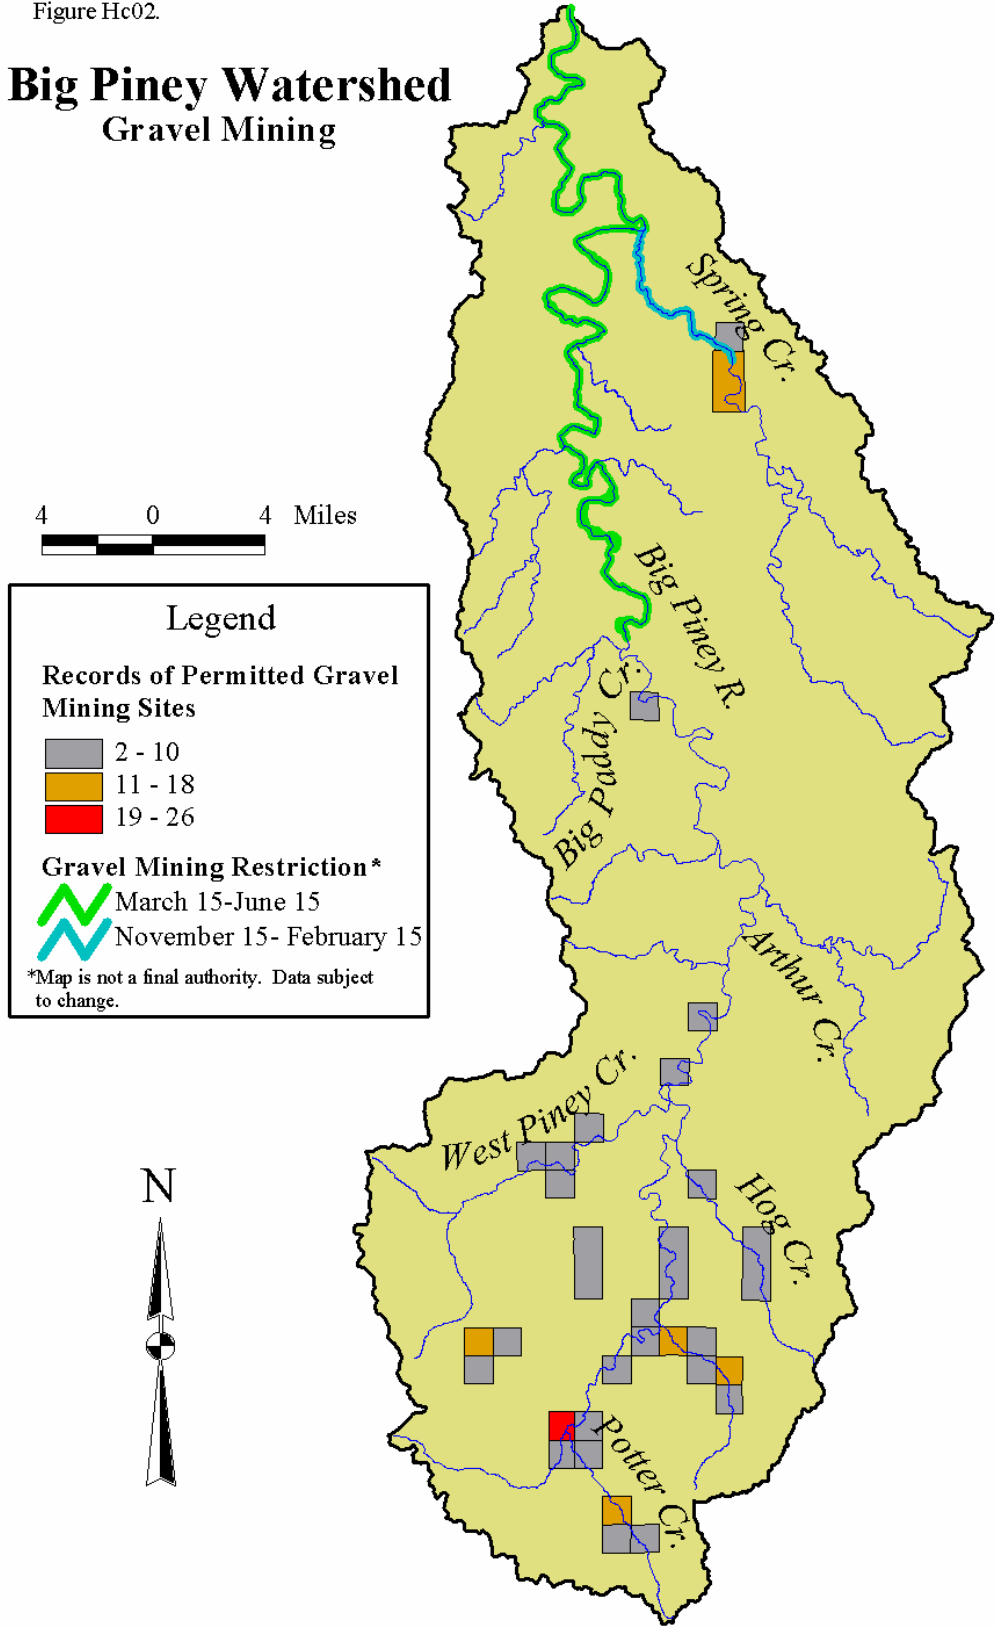 Figure Hc02.
Big Piney Watershed
Gravel Mining
Spring Cr.
4 0 4 Miles
Big Piney R.
Legend
Records of Permitted Gravel
Mining Sites
2 - 10
11 - 18
19 - 26
Gravel Mining Restriction*
March 15-June 15
November 15- February 15
*Map is not a final authority. Data subject
to change.
Big Paddy Cr.
Arthur Cr.
West Piney Cr.
N
Hog Cr.
Potter Cr.